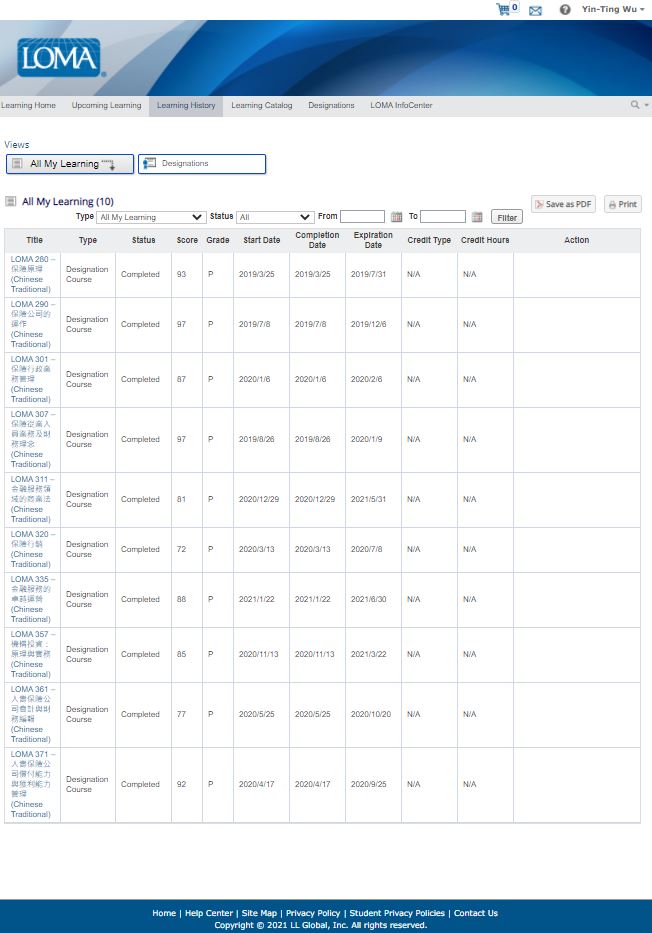 0
Yin-Ting Wu
LOMA
Learning Home Upcoming Learning Learning History Learning Catalog Designations LOMA InfoCenter
Views
All My Learning Designations
All My Learning (10)
Save as PDF Print
Type All My Learning Status All From To Filter
Title Type Status Score Grade Start Date Completion Date Expiration Date Credit Type Credit Hours Action
LOMA 280 –
保險原理
(Chinese
Traditional)
Designation
Course
Completed 93 P 2019/3/25 2019/3/25 2019/7/31 N/A N/A
LOMA 290 –
保險公司的
運作
(Chinese
Traditional)
Designation
Course
Completed 97 P 2019/7/8 2019/7/8 2019/12/6 N/A N/A
LOMA 301 –
保險行政業
務管理
(Chinese
Traditional)
Designation
Course
Completed 87 P 2020/1/6 2020/1/6 2020/2/6 N/A N/A
LOMA 307 –
保險從業人
員業務及財
務理念
(Chinese
Traditional)
Designation
Course
Completed 97 P 2019/8/26 2019/8/26 2020/1/9 N/A N/A
LOMA 311 –
金融服務領
域的商業法
(Chinese
Traditional)
Designation
Course
Completed 81 P 2020/12/29 2020/12/29 2021/5/31 N/A N/A
LOMA 320 –
保險行銷
(Chinese
Traditional)
Designation
Course
Completed 72 P 2020/3/13 2020/3/13 2020/7/8 N/A N/A
LOMA 335 –
金融服務的
卓越運營
(Chinese
Traditional)
Designation
Course
Completed 88 P 2021/1/22 2021/1/22 2021/6/30 N/A N/A
LOMA 357 –
機構投資：
原理與實務
(Chinese
Traditional)
Designation
Course
Completed 85 P 2020/11/13 2020/11/13 2021/3/22 N/A N/A
LOMA 361 –
人壽保險公
司會計與財
務編報
(Chinese
Traditional)
Designation
Course
Completed 77 P 2020/5/25 2020/5/25 2020/10/20 N/A N/A
LOMA 371 –
人壽保險公
司償付能力
與獲利能力
管理
(Chinese
Traditional)
Designation
Course
Completed 92 P 2020/4/17 2020/4/17 2020/9/25 N/A N/A
Home | Help Center | Site Map | Privacy Policy | Student Privacy Policies | Contact Us
Copyright © 2021 LL Global, Inc. All rights reserved.